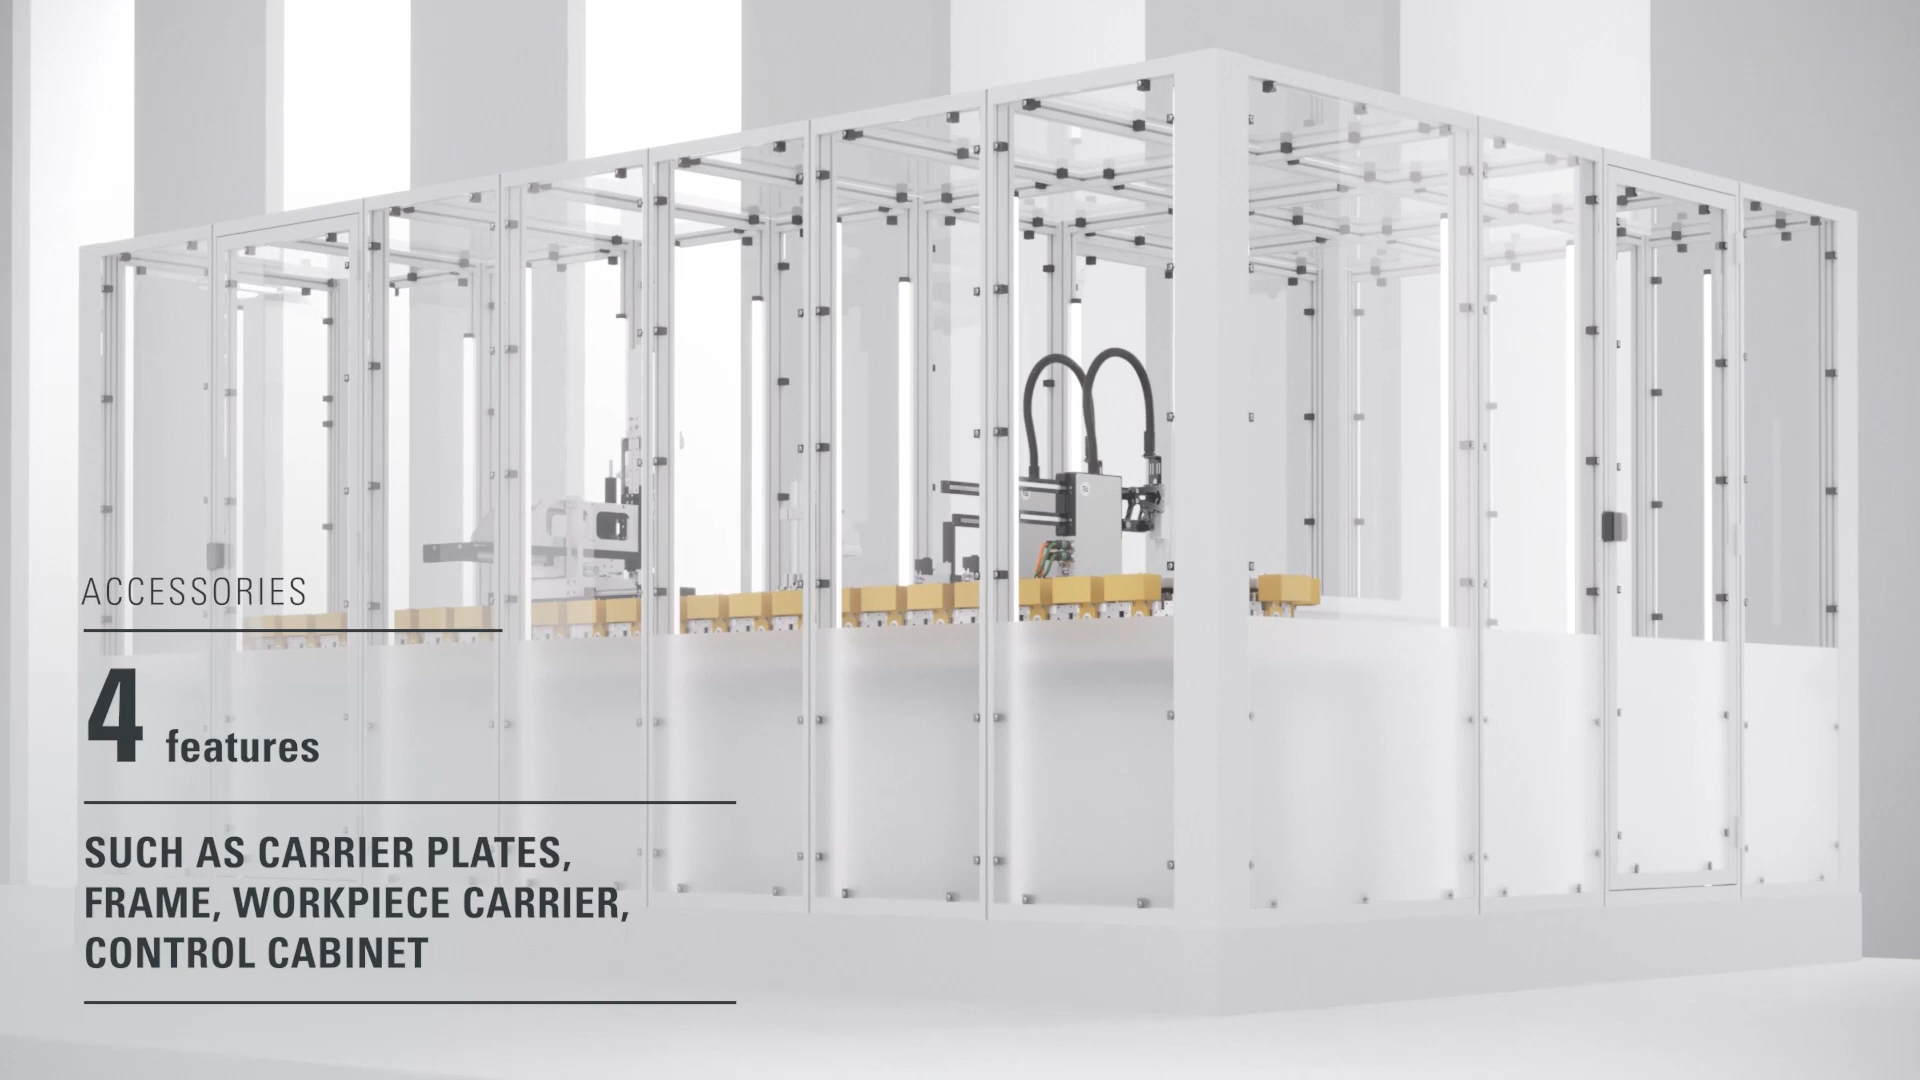 ACCESSORIES
4 features
SUCH AS CARRIER PLATES,
FRAME, WORKPIECE CARRIER,
CONTROL CABINET